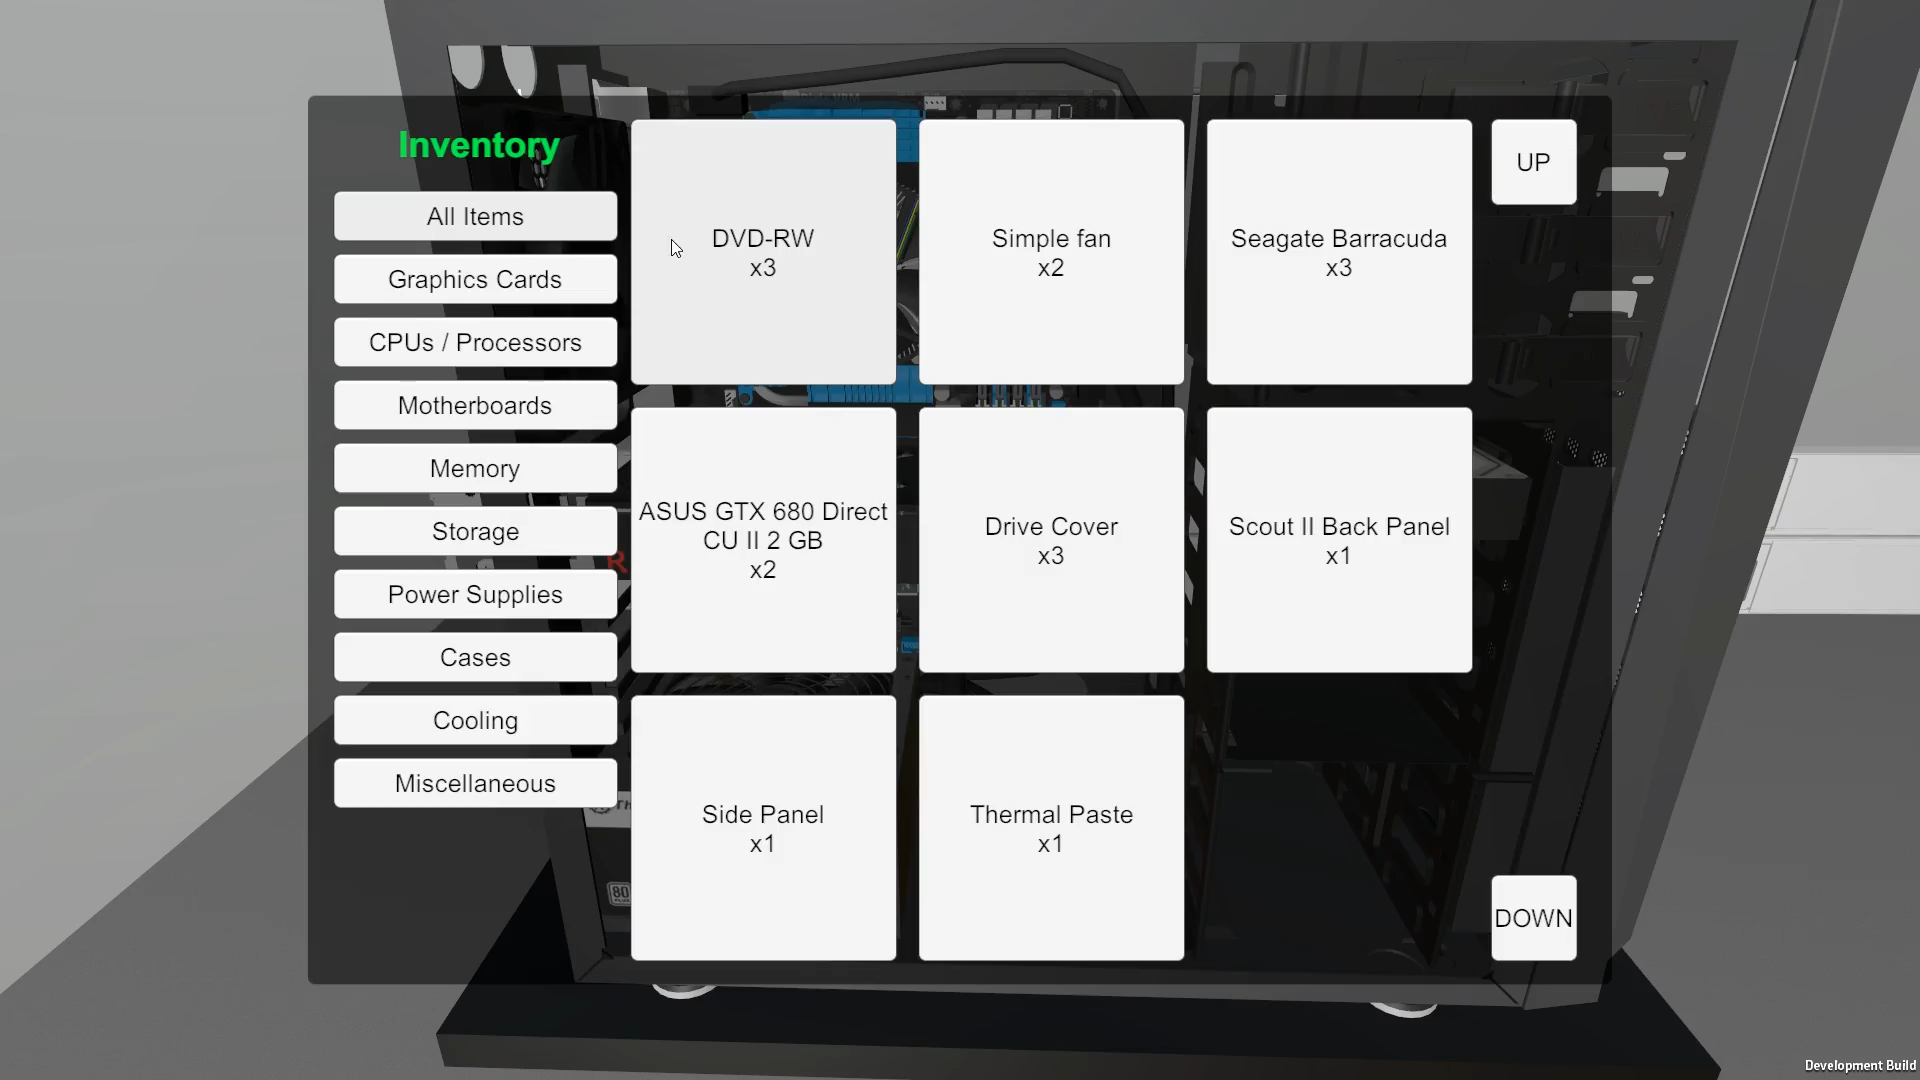 Inventory
All Items
Graphics Cards
CPUs / Processors
Motherboards
Memory
Storage
Power Supplies
Cases
Cooling
Miscellaneous
DVD-RW
x3
Simple fan
x2
Seagate Barracuda
x3
ASUS GTX 680 Direct
CU II 2 GB
x2
Drive Cover
x3
Scout II Back Panel
x1
Side Panel
x1
Thermal Paste
x1
UP
DOWN
R
80
Development Build